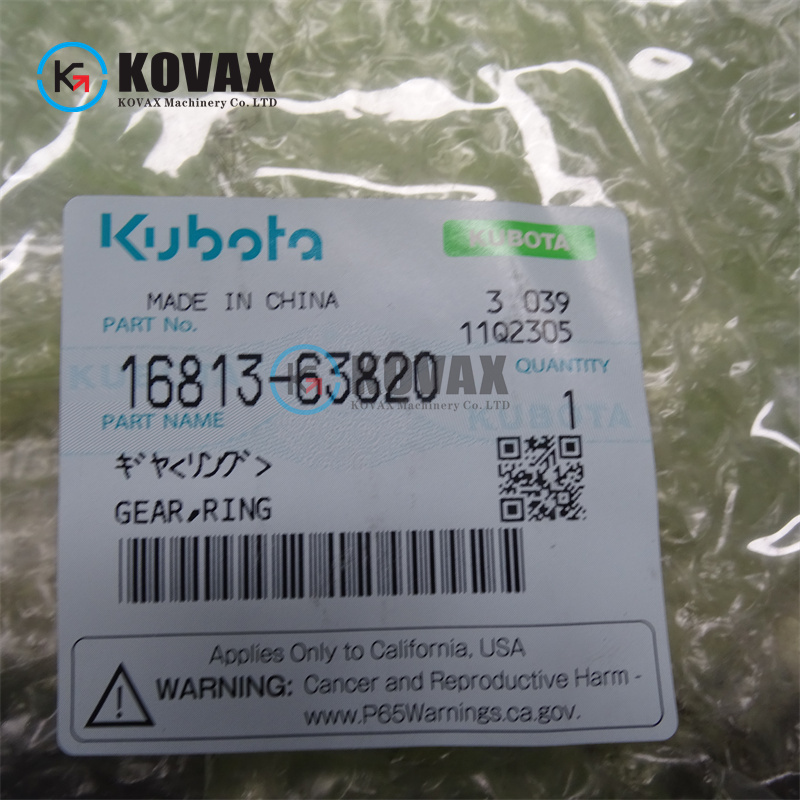 KOVAX
KOVAX Machinery Co. LTD
Kubota
KUBOTA
MADE IN CHINA
3 039
PART No.
11Q2305
16813-63820
QUANTITY
KOVAX
KOVAX Machinery Co. LTD
PART NAME
KUBOTA
1
ギヤ<リング>
GEAR,RING
Applies Only to California, USA
WARNING: Cancer and Reproductive Harm -
www.P65Warnings.ca.gov.